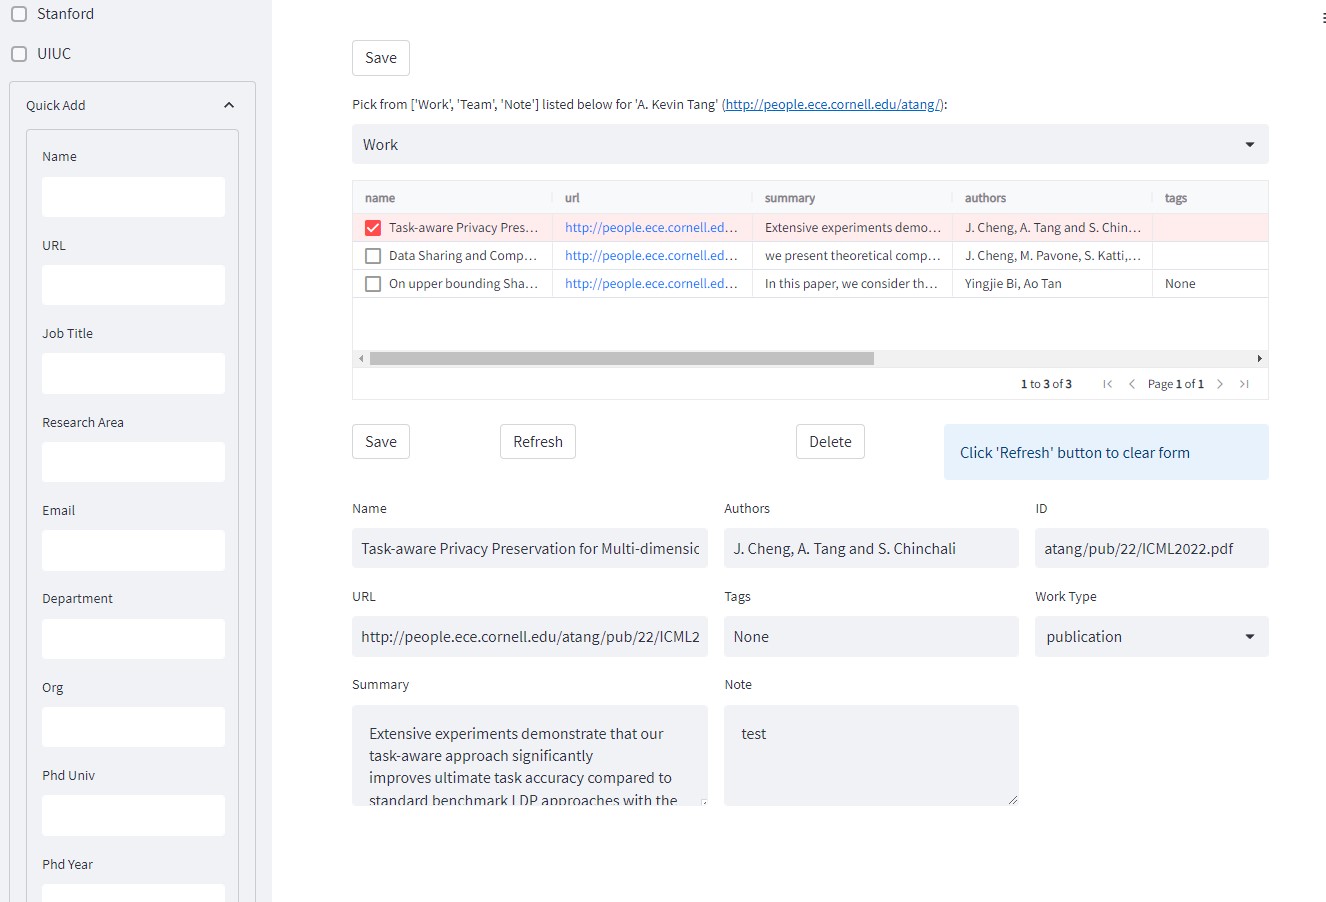 Stanford
UIUC
Quick Add
Name
URL
Job Title
Research Area
Email
Department
Org
Phd Univ
Phd Year
Save
Pick from ['Work', 'Team', 'Note'] listed below for 'A. Kevin Tang' (http://people.ece.cornell.edu/atang/):
Work
name url summary authors tags
Task-aware Privacy Pres... http://people.ece.cornell.ed... Extensive experiments demo... J. Cheng, A. Tang and S. Chin...
Data Sharing and Comp... http://people.ece.cornell.ed... we present theoretical comp... J. Cheng, M. Pavone, S. Katti,...
On upper bounding Sha... http://people.ece.cornell.ed... In this paper, we consider th... Yingjie Bi, Ao Tan None
1 to 3 of 3 Page 1 of 1
Save Refresh Delete Click 'Refresh' button to clear form
Name Authors ID
Task-aware Privacy Preservation for Multi-dimensic J. Cheng, A. Tang and S. Chinchali atang/pub/22/ICML2022.pdf
URL Tags Work Type
http://people.ece.cornell.edu/atang/pub/22/ICML2 None publication
Summary Note
Extensive experiments demonstrate that our test
task-aware approach significantly
improves ultimate task accuracy compared to
standard benchmark LDP approaches with the